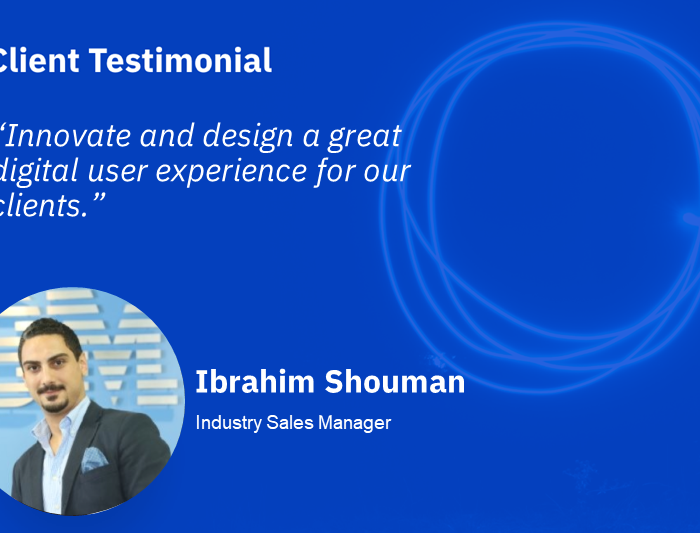 Client Testimonial
“Innovate and design a great
digital user experience for our
clients.”
Ibrahim Shouman
Industry Sales Manager